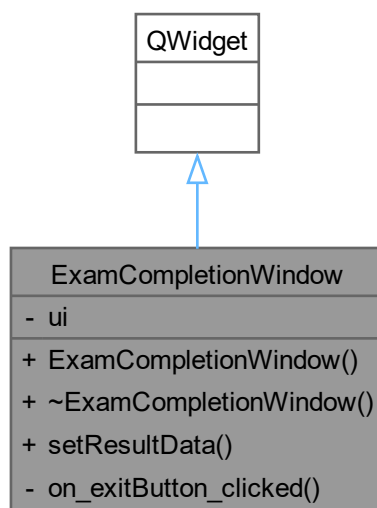 QWidget
ExamCompletionWindow
- ui
+ ExamCompletionWindow()
+ ~ExamCompletionWindow()
+ setResultData()
- on_exitButton_clicked()